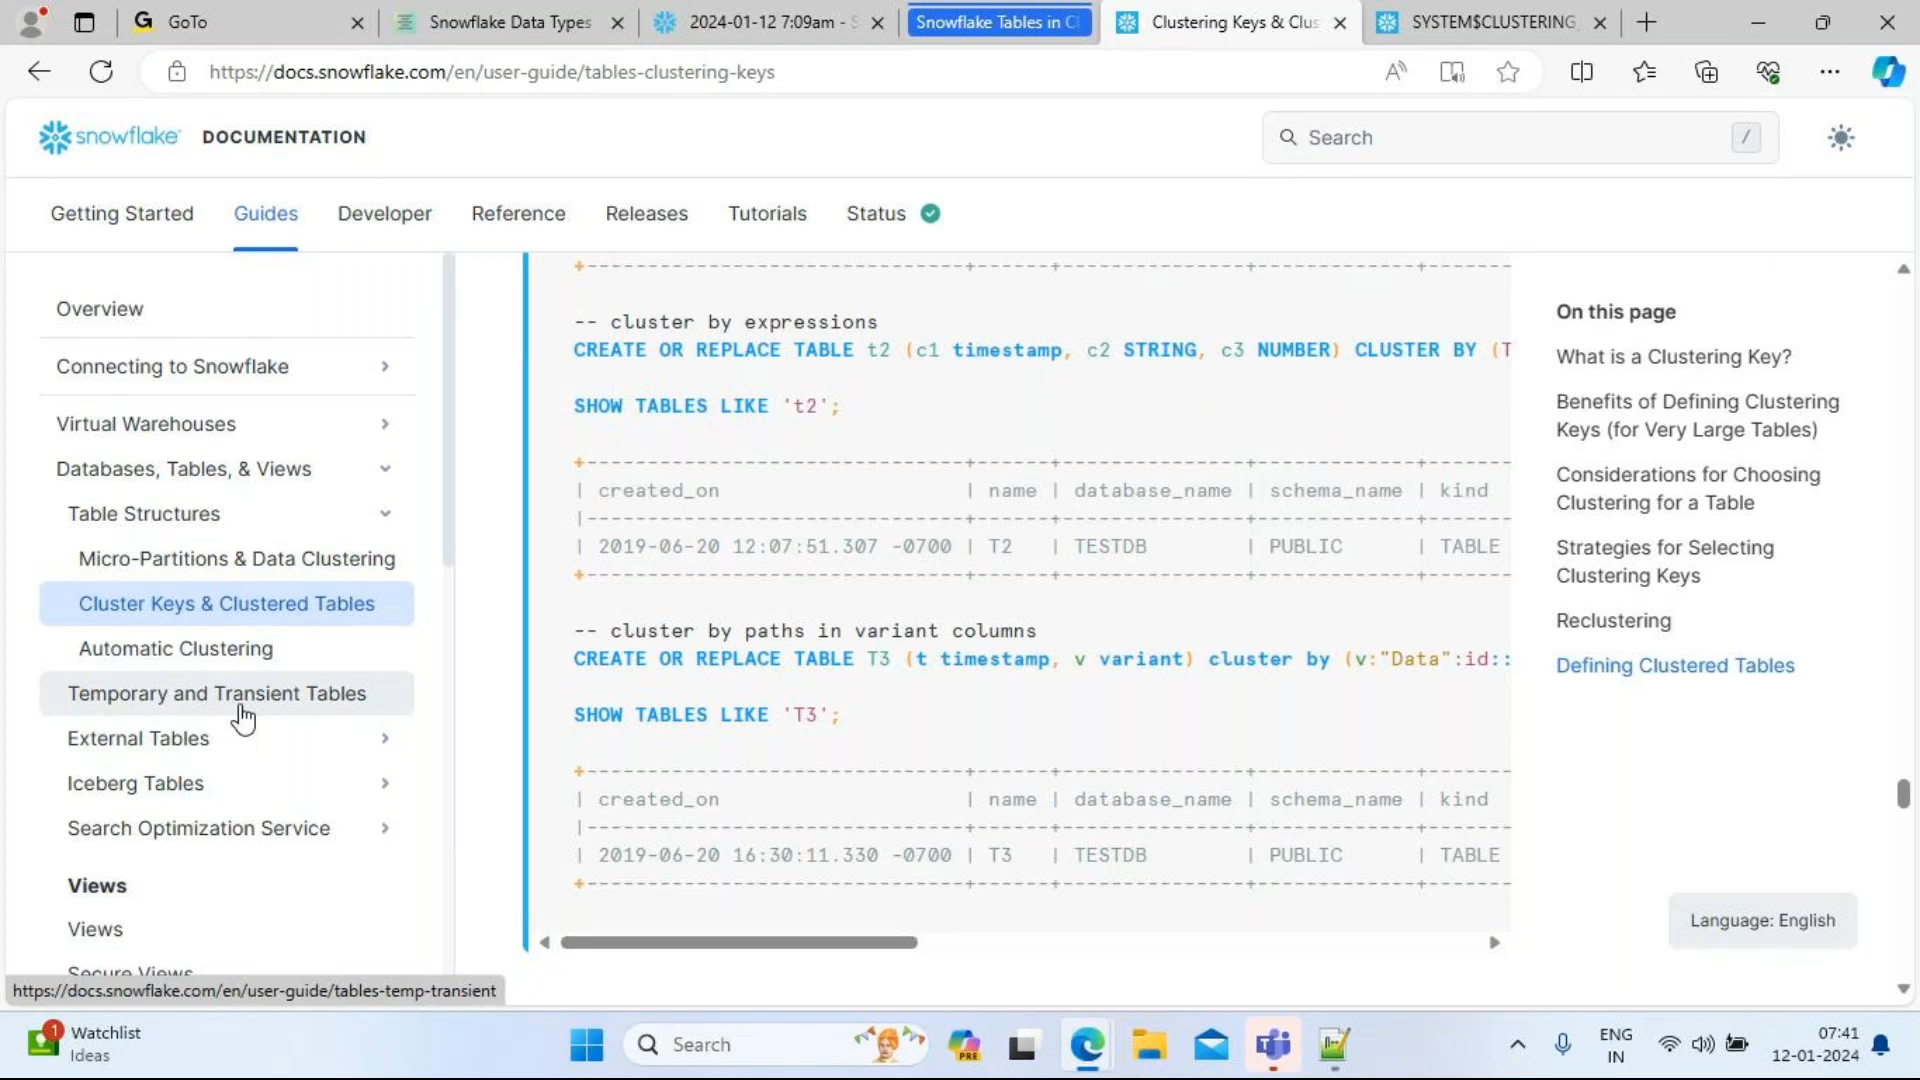 GoTo
Snowflake Data Types
2024-01-12 7:09am - S
Snowflake Tables in Cl
Clustering Keys & Clus
SYSTEM$CLUSTERING_
https://docs.snowflake.com/en/user-guide/tables-clustering-keys
snowflake DOCUMENTATION
Search /
Getting Started Guides Developer Reference Releases Tutorials Status
Overview
Connecting to Snowflake
Virtual Warehouses
Databases, Tables, & Views
Table Structures
Micro-Partitions & Data Clustering
Cluster Keys & Clustered Tables
Automatic Clustering
Temporary and Transient Tables
External Tables
Iceberg Tables
Search Optimization Service
Views
Views
Secure Views
https://docs.snowflake.com/en/user-guide/tables-temp-transient
-- cluster by expressions
CREATE OR REPLACE TABLE t2 (c1 timestamp, c2 STRING, c3 NUMBER) CLUSTER BY (T
SHOW TABLES LIKE 't2';
| created_on | name | database_name | schema_name | kind
| 2019-06-20 12:07:51.307 -0700 | T2 | TESTDB | PUBLIC | TABLE
-- cluster by paths in variant columns
CREATE OR REPLACE TABLE T3 (t timestamp, v variant) cluster by (v:"Data":id::
SHOW TABLES LIKE 'T3';
| created_on | name | database_name | schema_name | kind
| 2019-06-20 16:30:11.330 -0700 | T3 | TESTDB | PUBLIC | TABLE
On this page
What is a Clustering Key?
Benefits of Defining Clustering
Keys (for Very Large Tables)
Considerations for Choosing
Clustering for a Table
Strategies for Selecting
Clustering Keys
Reclustering
Defining Clustered Tables
Language: English
1
Watchlist
Ideas
Search
PRE
ENG
IN
07:41
12-01-2024